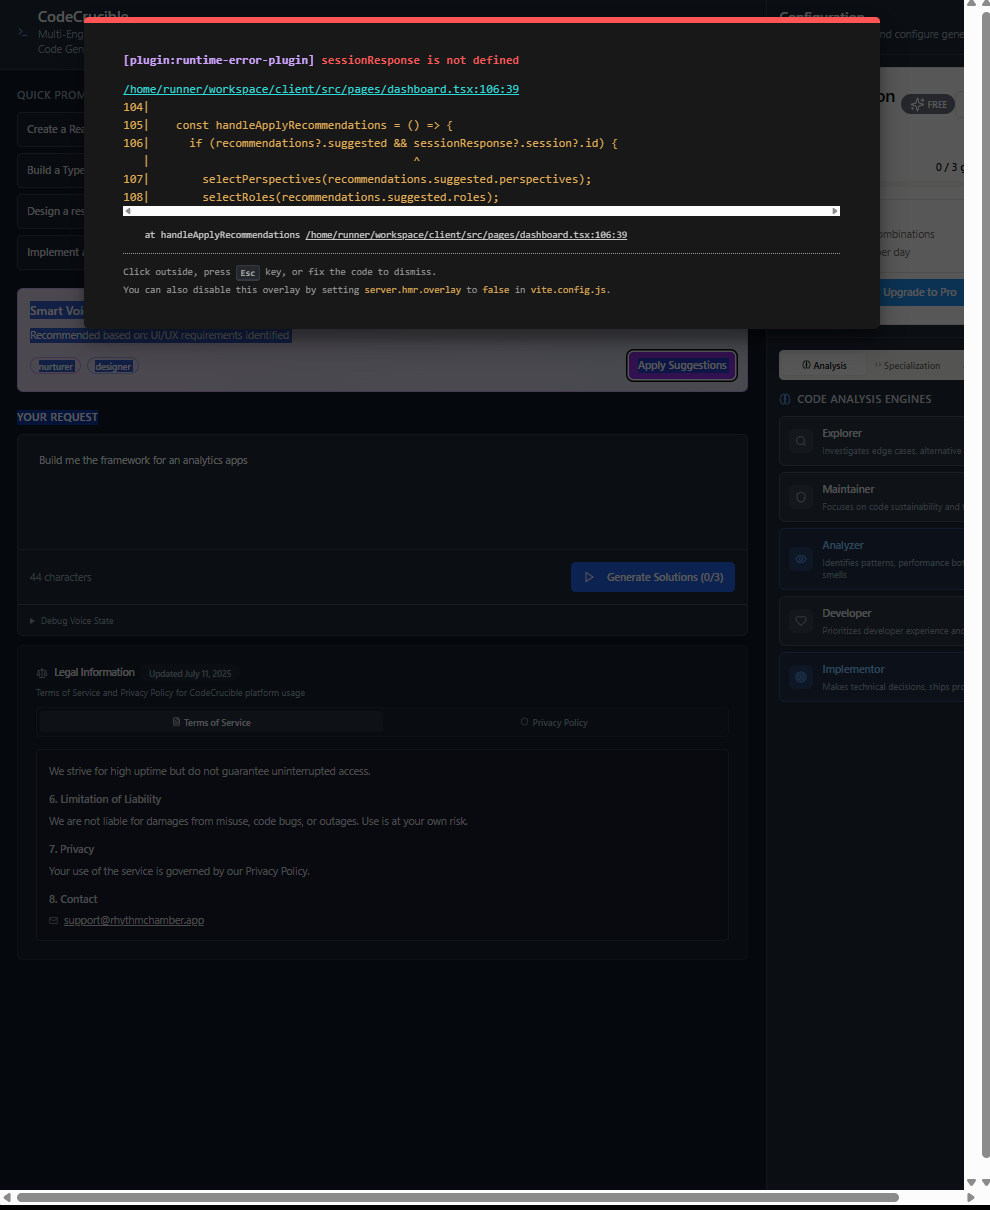 CodeCrucible
Multi-Eng
Code Gen
Configuration
nd configure gene
[plugin:runtime-error-plugin] sessionResponse is not defined
/home/runner/workspace/client/src/pages/dashboard.tsx:106:39
104|
105|    const handleApplyRecommendations = () => {
106|      if (recommendations?.suggested && sessionResponse?.session?.id) {
   |                                        ^
107|        selectPerspectives(recommendations.suggested.perspectives);
108|        selectRoles(recommendations.suggested.roles);
at handleApplyRecommendations /home/runner/workspace/client/src/pages/dashboard.tsx:106:39
Click outside, press Esc key, or fix the code to dismiss.
You can also disable this overlay by setting server.hmr.overlay to false in vite.config.js.
QUICK PROM
Create a Rea
Build a Type
Design a res
Implement a
on
FREE
0 / 3 g
ombinations
er day
Upgrade to Pro
Smart Voi
Recommended based on: UI/UX requirements identified
nurturer
designer
Apply Suggestions
YOUR REQUEST
Build me the framework for an analytics apps
44 characters
Generate Solutions (0/3)
Debug Voice State
Legal Information
Updated July 11, 2025
Terms of Service and Privacy Policy for CodeCrucible platform usage
Terms of Service
Privacy Policy
We strive for high uptime but do not guarantee uninterrupted access.
6. Limitation of Liability
We are not liable for damages from misuse, code bugs, or outages. Use is at your own risk.
7. Privacy
Your use of the service is governed by our Privacy Policy.
8. Contact
support@rhythmchamber.app
Analysis
Specialization
CODE ANALYSIS ENGINES
Explorer
Investigates edge cases, alternative
Maintainer
Focuses on code sustainability and
Analyzer
Identifies patterns, performance bot
smells
Developer
Prioritizes developer experience and
Implementor
Makes technical decisions, ships pro